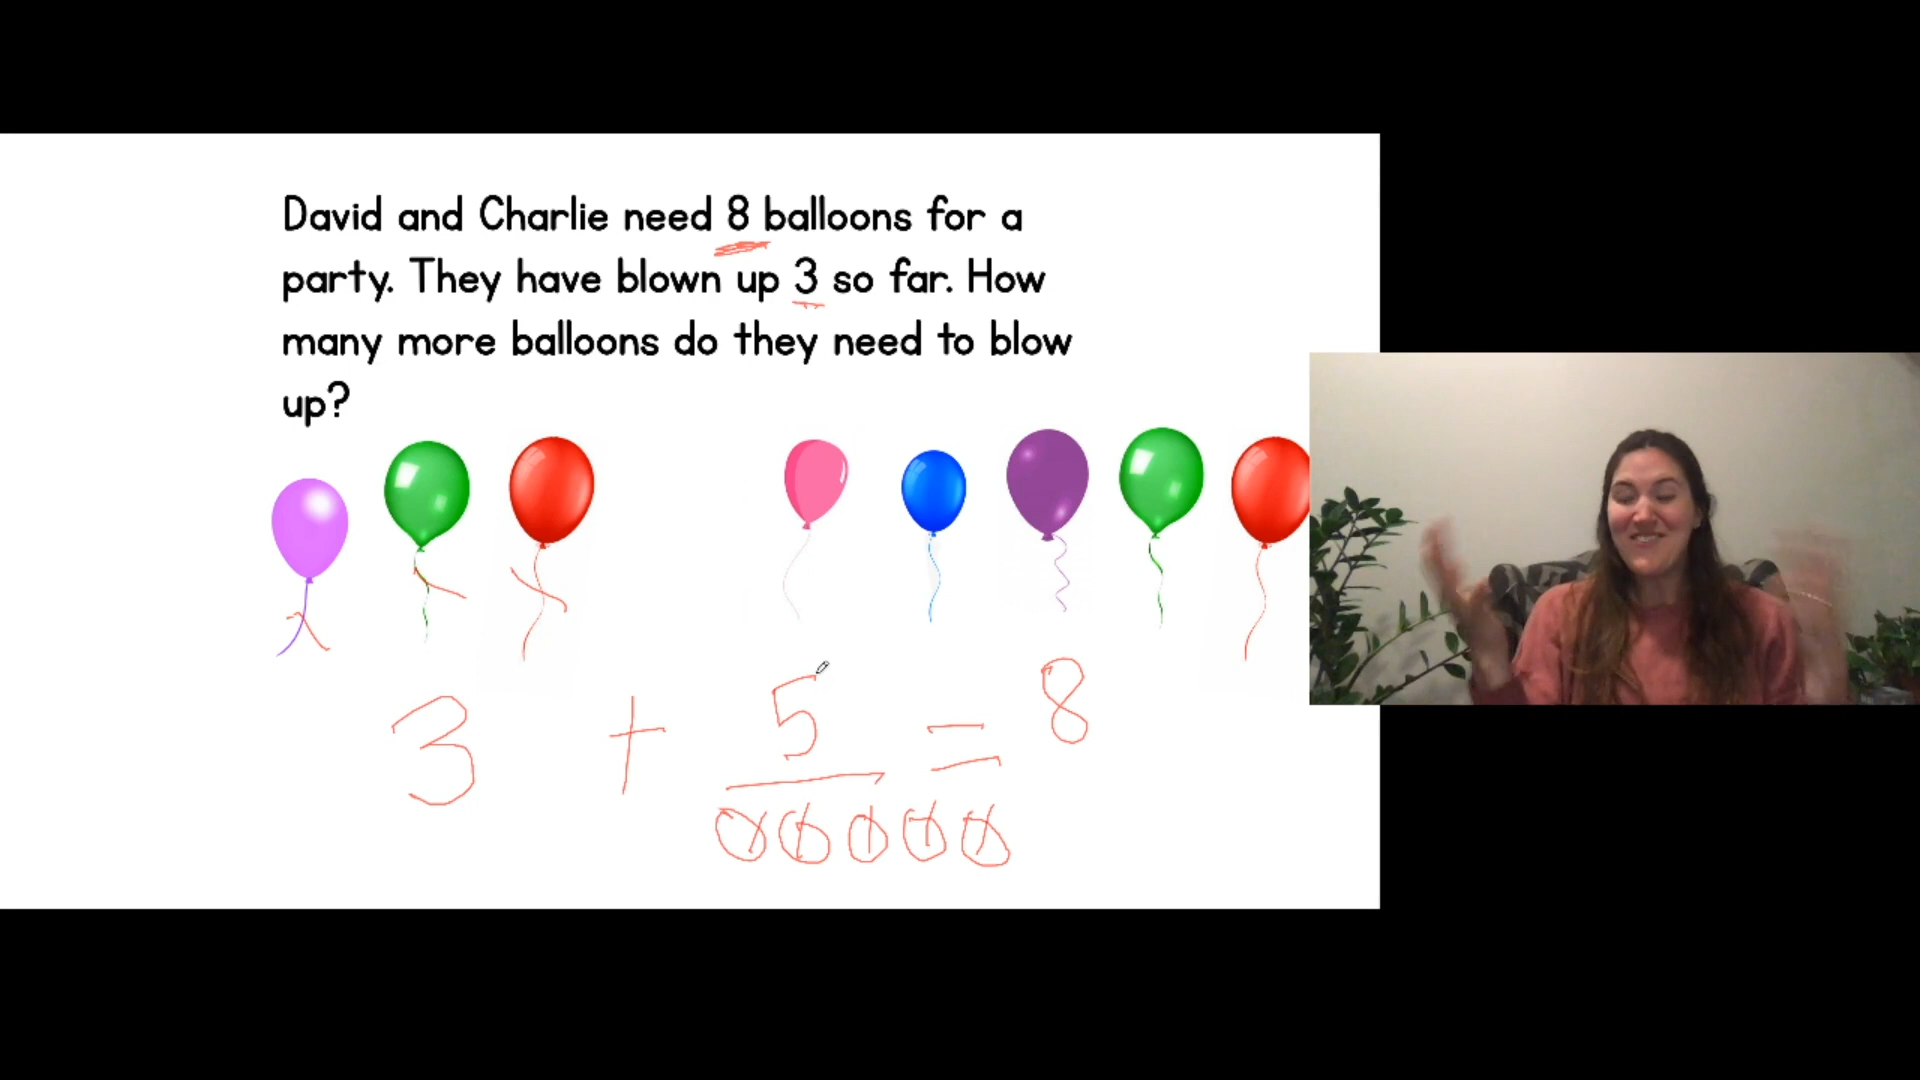 David and Charlie need 8 balloons for a
party. They have blown up 3 so far. How
many more balloons do they need to blow
up?
3 + 5 = 8